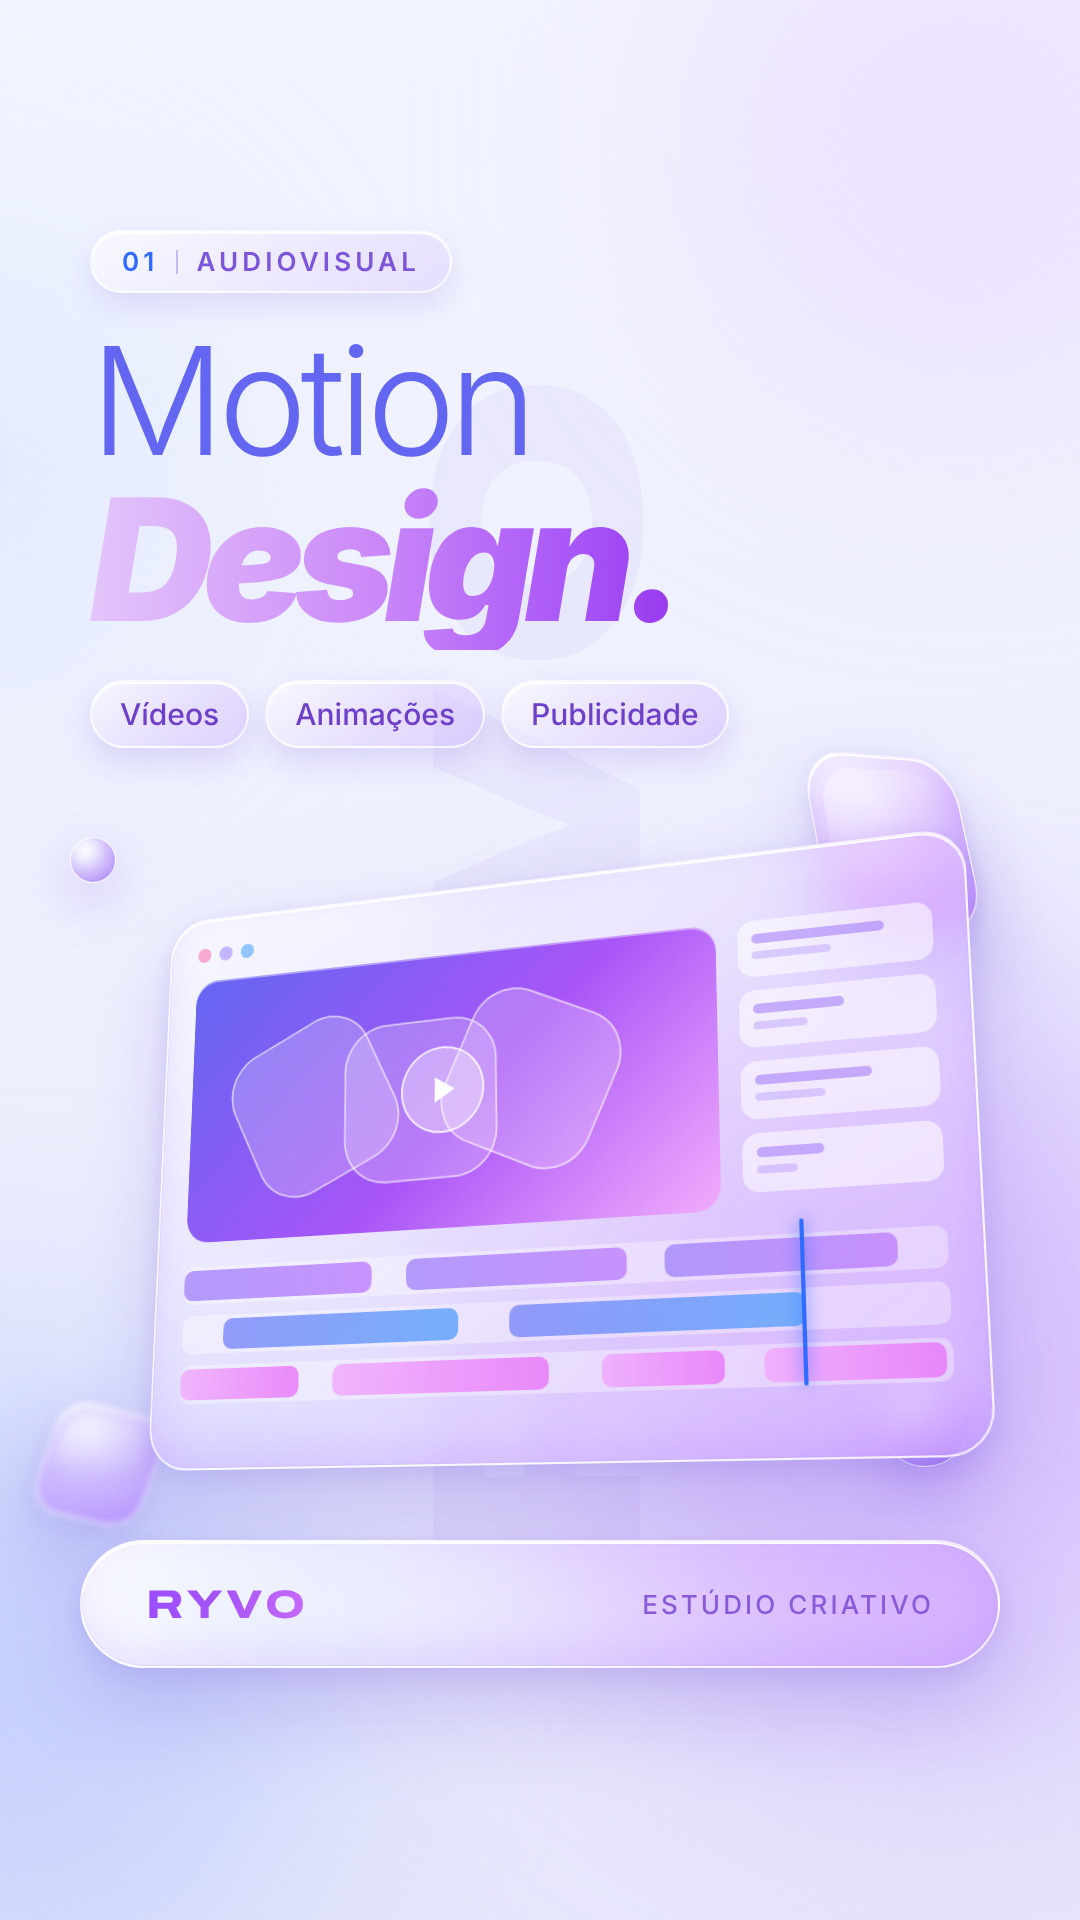 01 | AUDIOVISUAL
Motion
Design.
Vídeos
Animações
Publicidade
RYVO
ESTÚDIO CRIATIVO